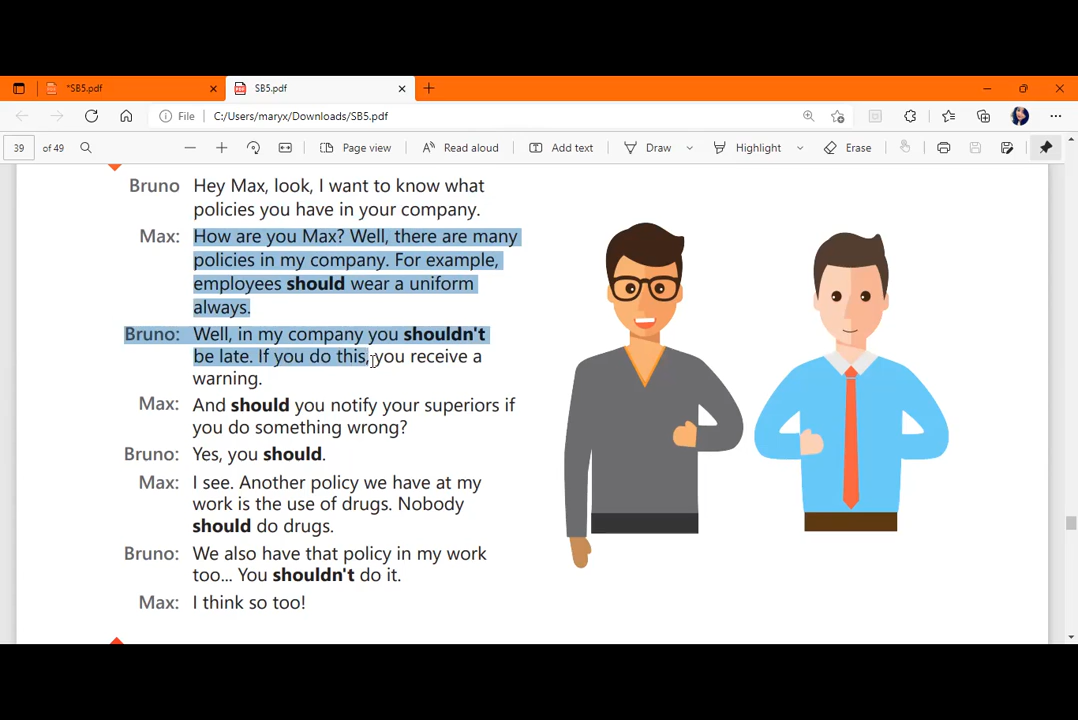 *SB5.pdf
SB5.pdf
File C:/Users/maryx/Downloads/SB5.pdf
39 of 49 Page view Read aloud Add text Draw Highlight Erase
Bruno Hey Max, look, I want to know what
policies you have in your company.
Max: How are you Max? Well, there are many
policies in my company. For example,
employees should wear a uniform
always.
Bruno: Well, in my company you shouldn't
be late. If you do this, you receive a
warning.
Max: And should you notify your superiors if
you do something wrong?
Bruno: Yes, you should.
Max: I see. Another policy we have at my
work is the use of drugs. Nobody
should do drugs.
Bruno: We also have that policy in my work
too... You shouldn't do it.
Max: I think so too!